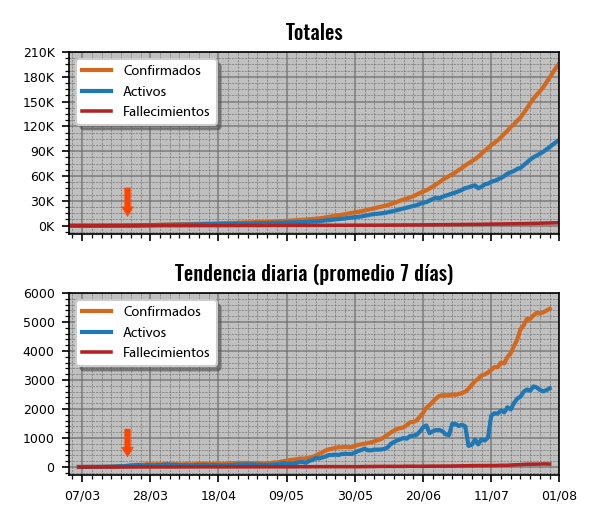 Totales
210K
180K
150K
120K
90K
60K
30K
0K
Confirmados
Activos
Fallecimientos
Tendencia diaria (promedio 7 días)
6000
5000
4000
3000
2000
1000
0
Confirmados
Activos
Fallecimientos
07/03 28/03 18/04 09/05 30/05 20/06 11/07 01/08